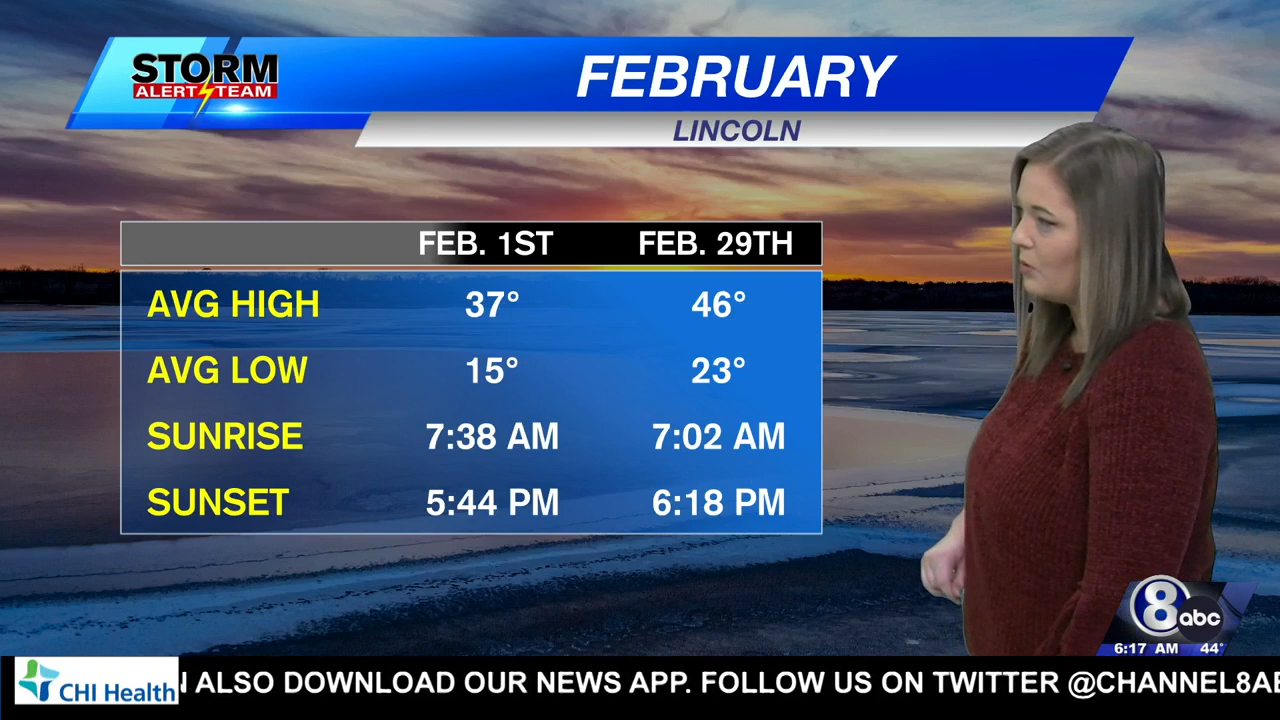 STORM
ALERT TEAM
FEBRUARY
LINCOLN
FEB. 1ST FEB. 29TH
AVG HIGH 37° 46°
AVG LOW 15° 23°
SUNRISE 7:38 AM 7:02 AM
SUNSET 5:44 PM 6:18 PM
8 abc
6:17 AM 44°
CHI Health
ALSO DOWNLOAD OUR NEWS APP. FOLLOW US ON TWITTER @CHANNEL8AB